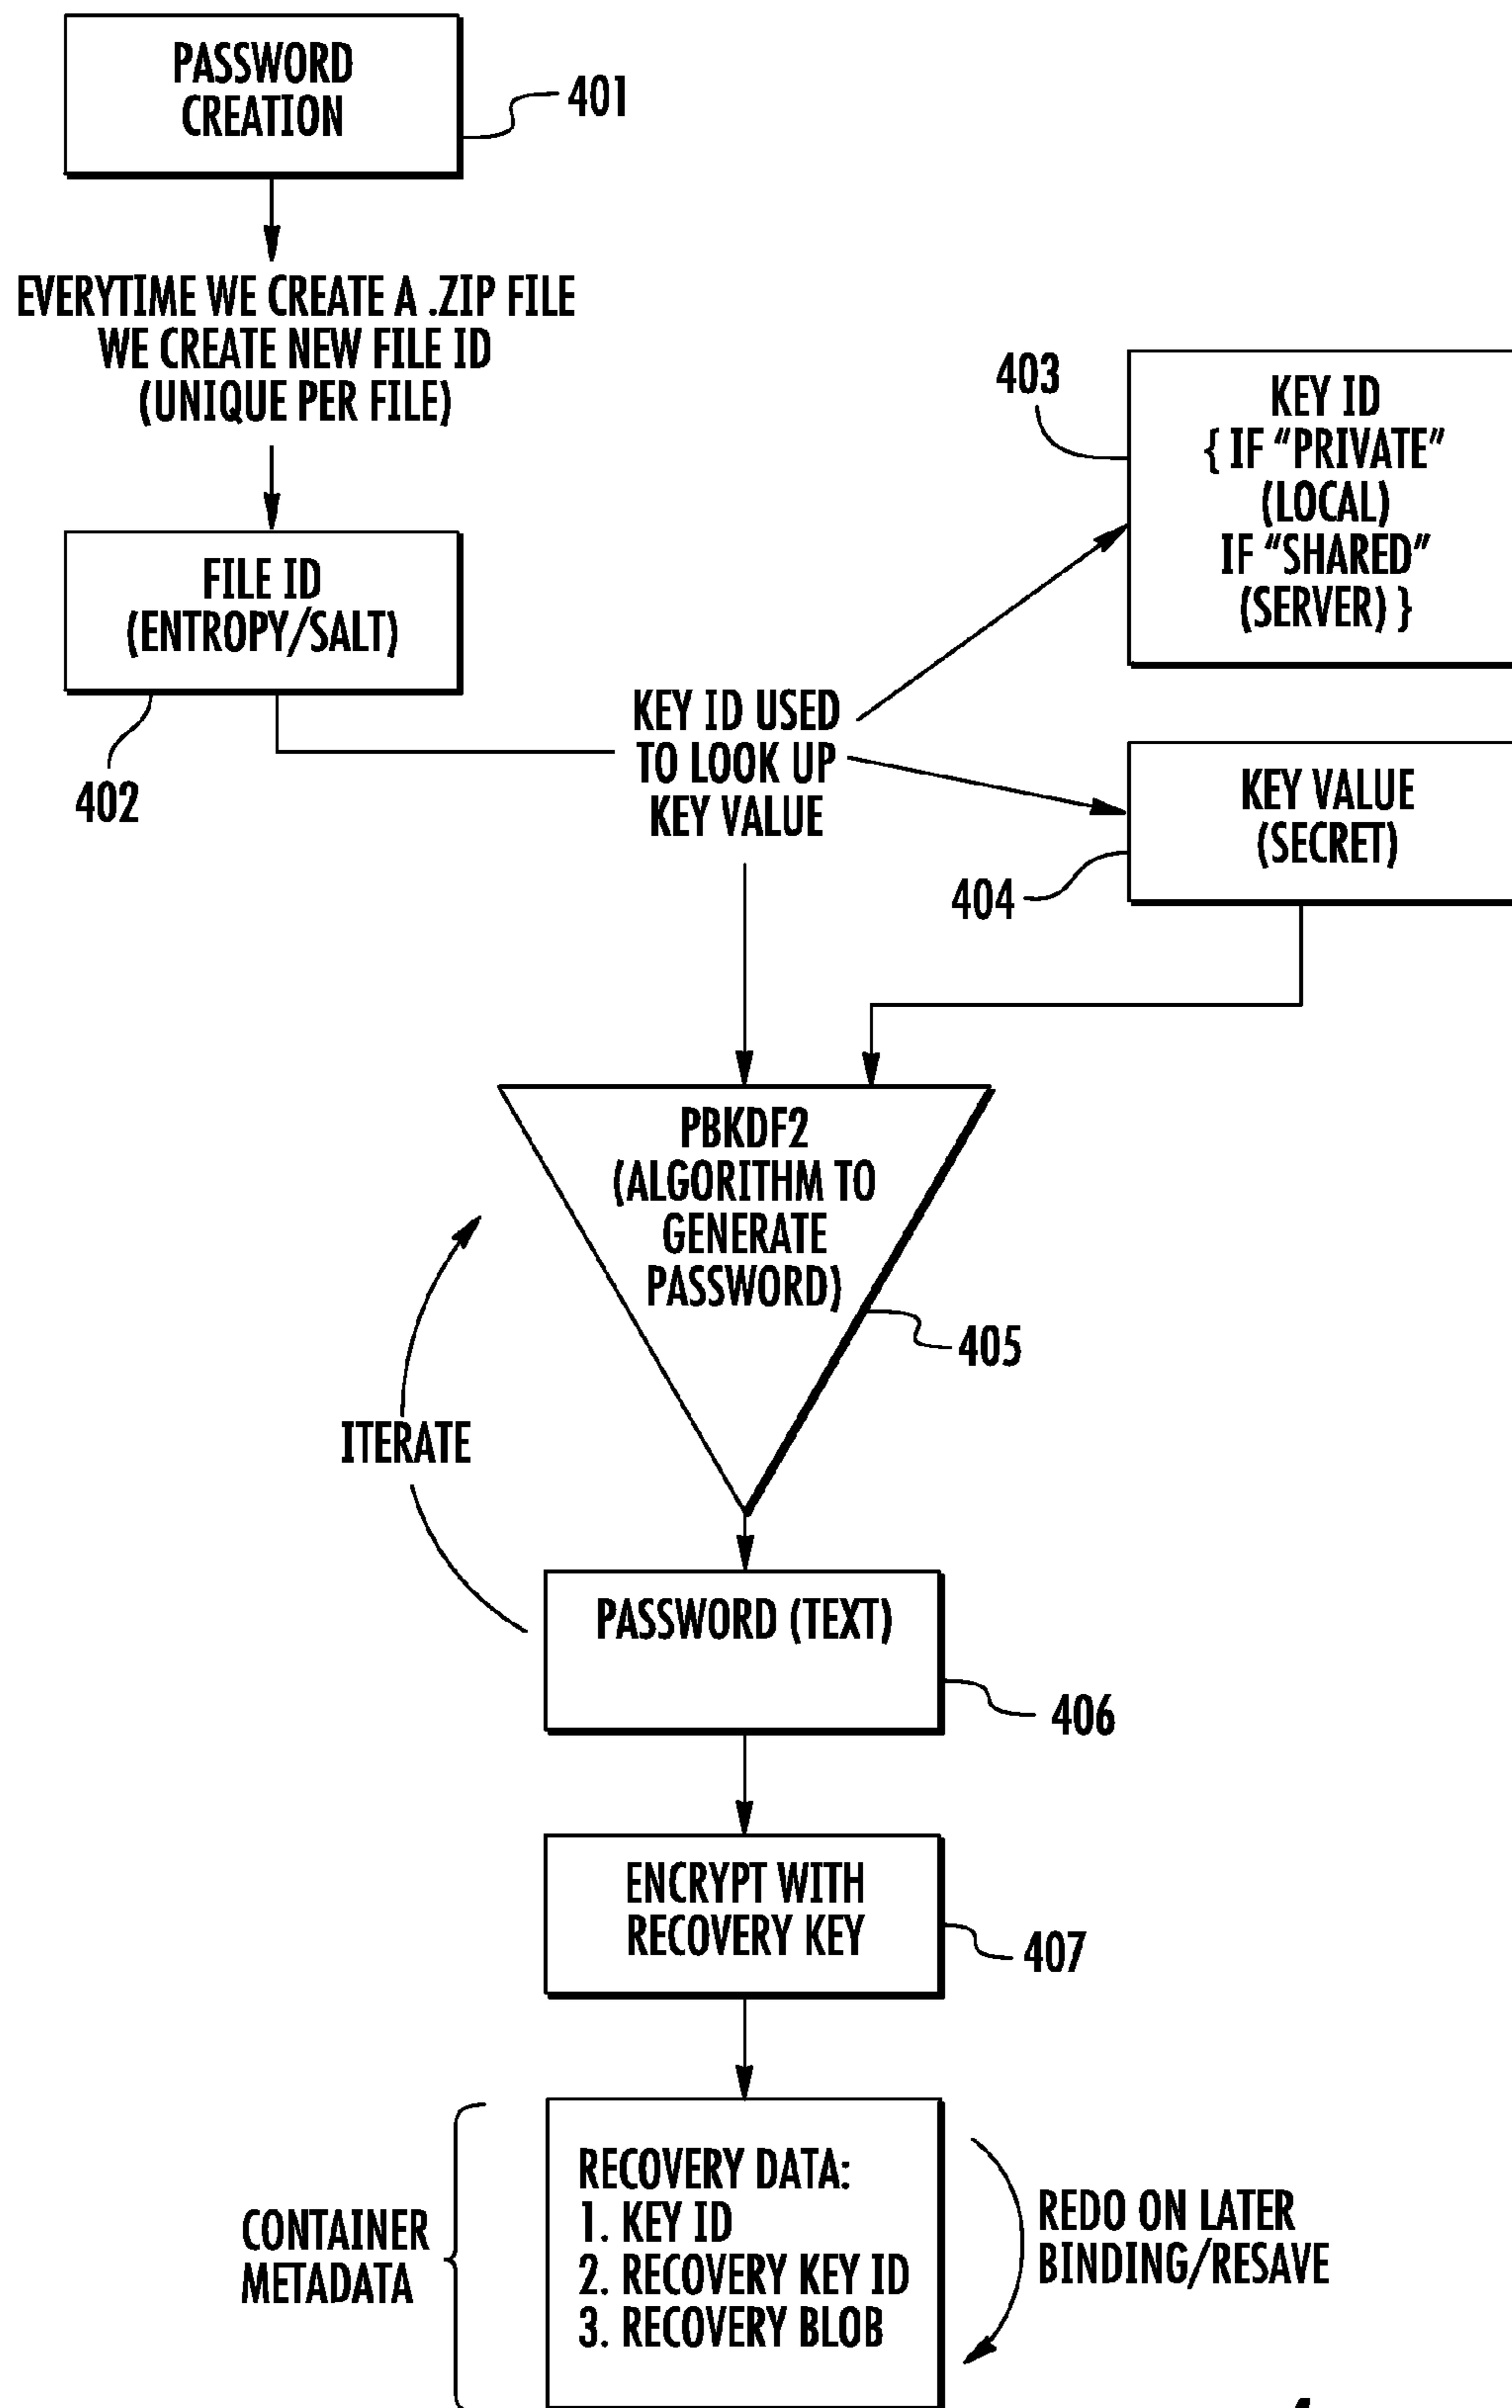 PASSWORD
CREATION
401
EVERYTIME WE CREATE A .ZIP FILE
WE CREATE NEW FILE ID
(UNIQUE PER FILE)
FILE ID
(ENTROPY/SALT)
402
403
KEY ID
{ IF “PRIVATE”
(LOCAL)
IF “SHARED”
(SERVER) }
KEY ID USED
TO LOOK UP
KEY VALUE
KEY VALUE
(SECRET)
404
PBKDF2
(ALGORITHM TO
GENERATE
PASSWORD)
405
ITERATE
PASSWORD (TEXT)
406
ENCRYPT WITH
RECOVERY KEY
407
CONTAINER
METADATA
RECOVERY DATA:
1. KEY ID
2. RECOVERY KEY ID
3. RECOVERY BLOB
REDO ON LATER
BINDING/RESAVE